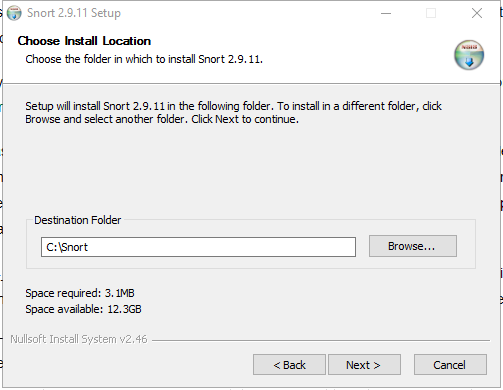 Snort 2.9.11 Setup
Choose Install Location
Choose the folder in which to install Snort 2.9.11.
Setup will install Snort 2.9.11 in the following folder. To install in a different folder, click
Browse and select another folder. Click Next to continue.
Destination Folder
C:\Snort
Browse...
Space required: 3.1MB
Space available: 12.3GB
Nullsoft Install System v2.46
< Back
Next >
Cancel